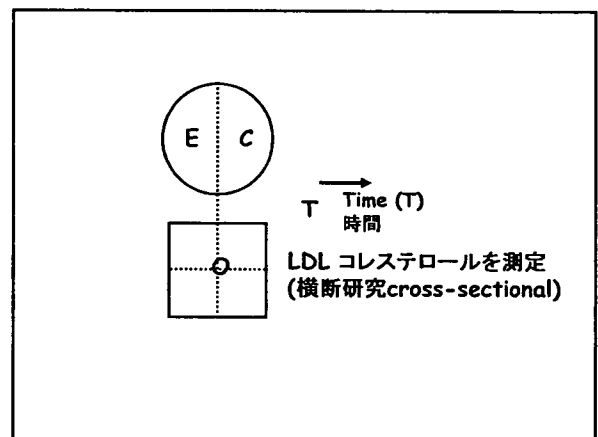 E C
T Time (T)
時間
O
LDL コレステロールを測定
(横断研究cross-sectional)